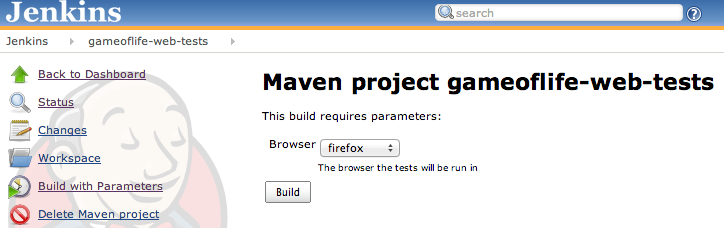 Jenkins
search
Jenkins gameoflife-web-tests
Back to Dashboard
Status
Changes
Workspace
Build with Parameters
Delete Maven project
Maven project gameoflife-web-tests
This build requires parameters:
Browser firefox
The browser the tests will be run in
Build